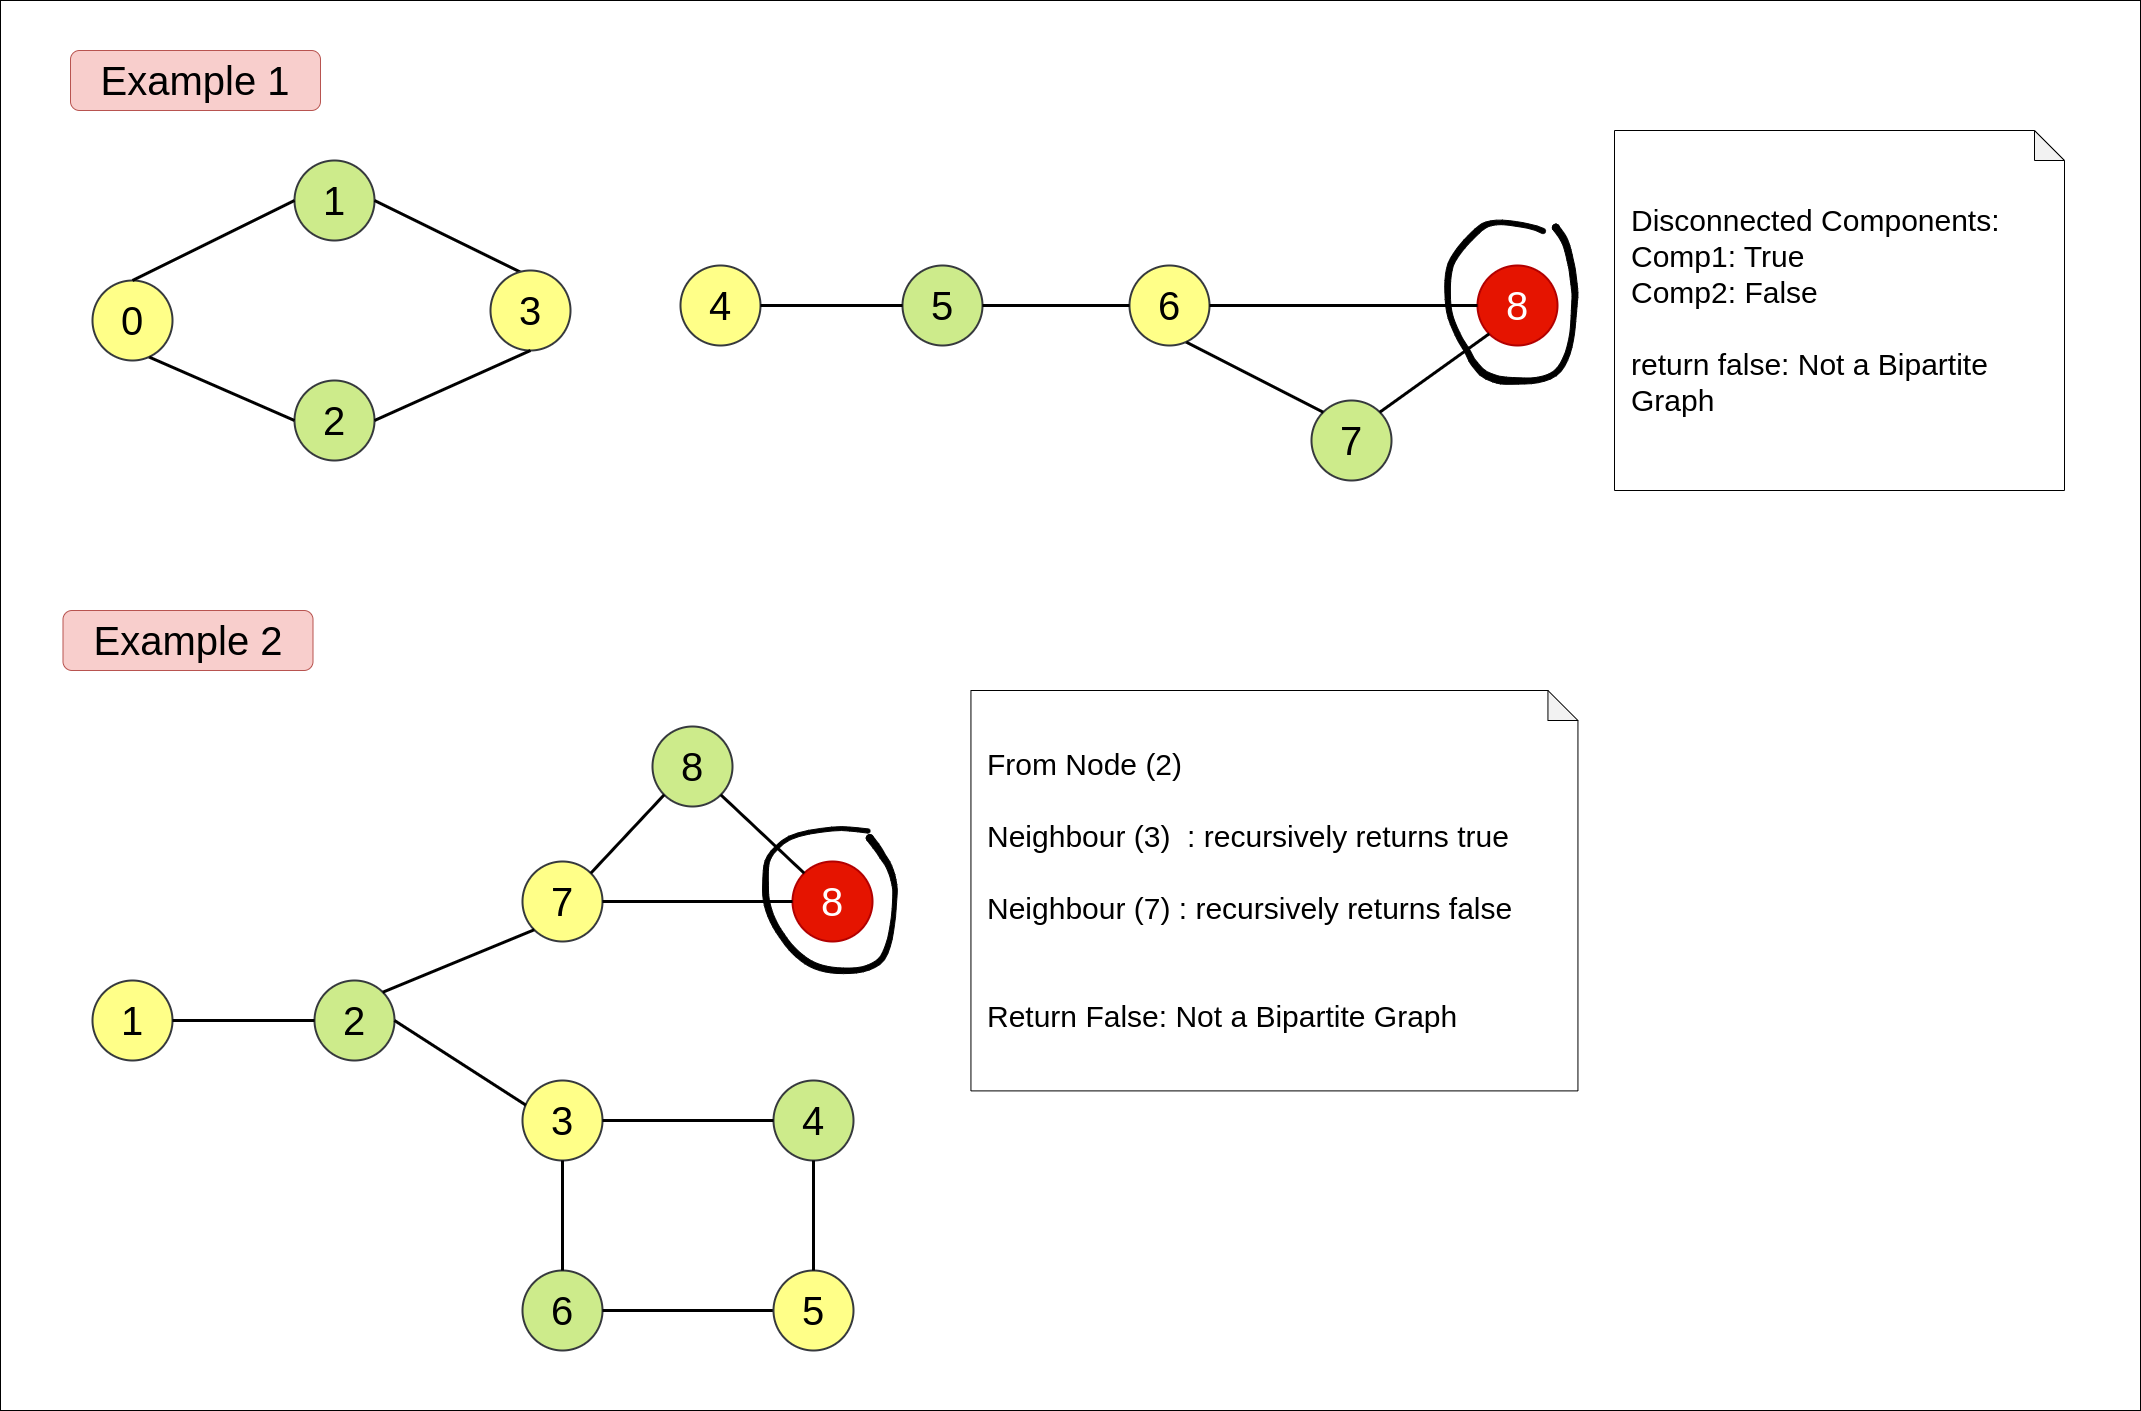 Example 1
1
0
3
2
4
5
6
8
7
Disconnected Components:
Comp1: True
Comp2: False
return false: Not a Bipartite
Graph
Example 2
8
7
8
1
2
3
4
6
5
From Node (2)
Neighbour (3)  : recursively returns true
Neighbour (7) : recursively returns false
Return False: Not a Bipartite Graph